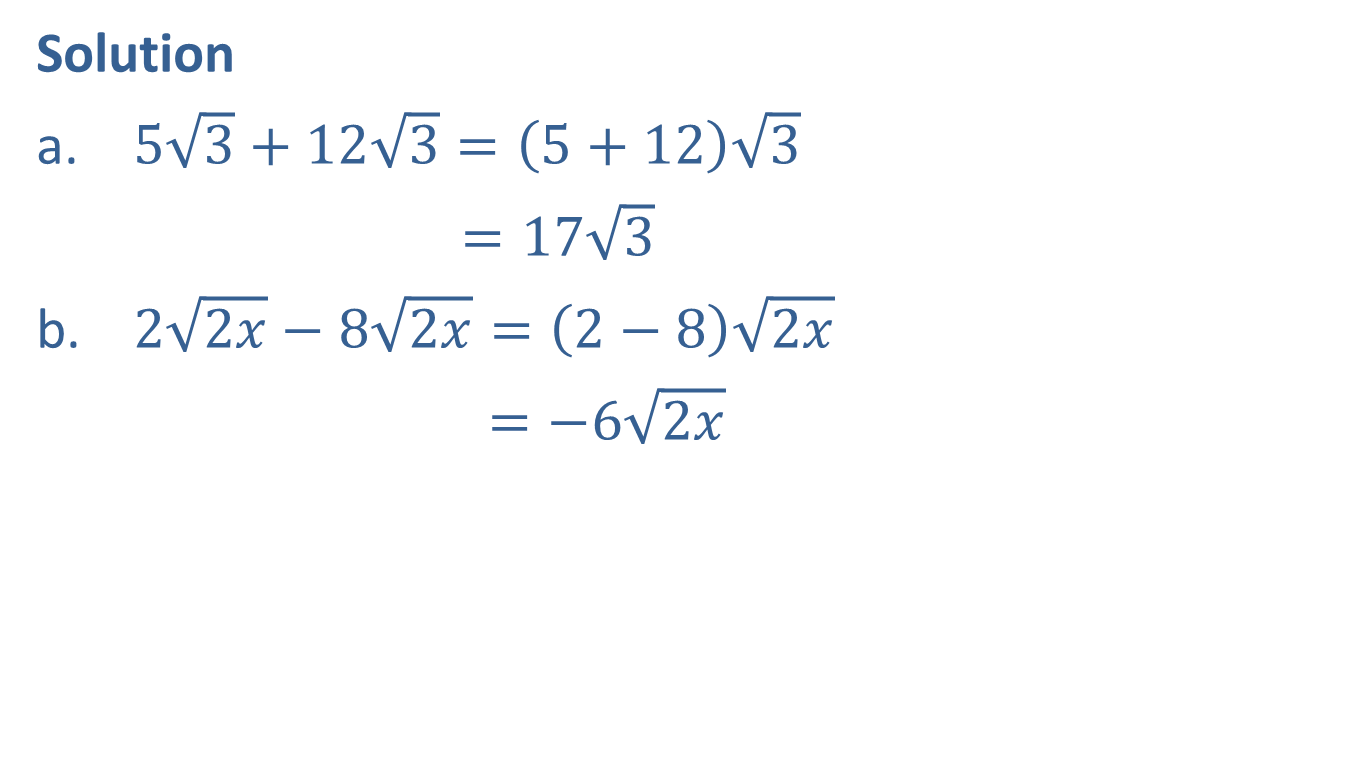 Solution
a. 5√3 + 12√3 = (5 + 12)√3
= 17√3
b. 2√(2x) − 8√(2x) = (2 − 8)√(2x)
= −6√(2x)